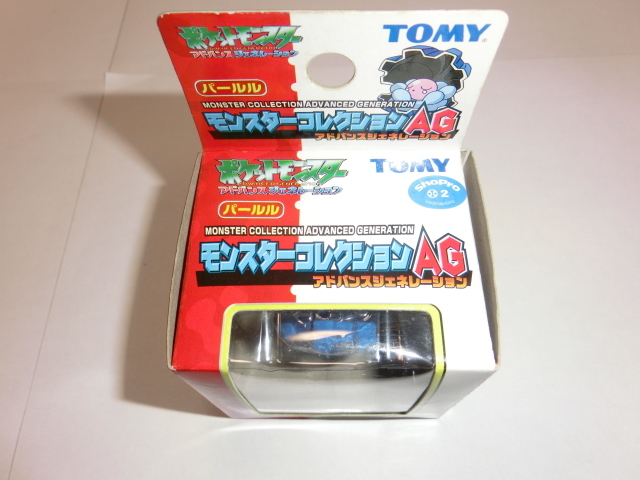 ポケットモンスター
アドバンスジェネレーション
TOMY
パールル
MONSTER COLLECTION ADVANCED GENERATION
モンスターコレクションAG
アドバンスジェネレーション
ポケットモンスター
アドバンスジェネレーション
TOMY
パールル
ShoPro
2
MONSTER COLLECTION ADVANCED GENERATION
モンスターコレクションAG
アドバンスジェネレーション